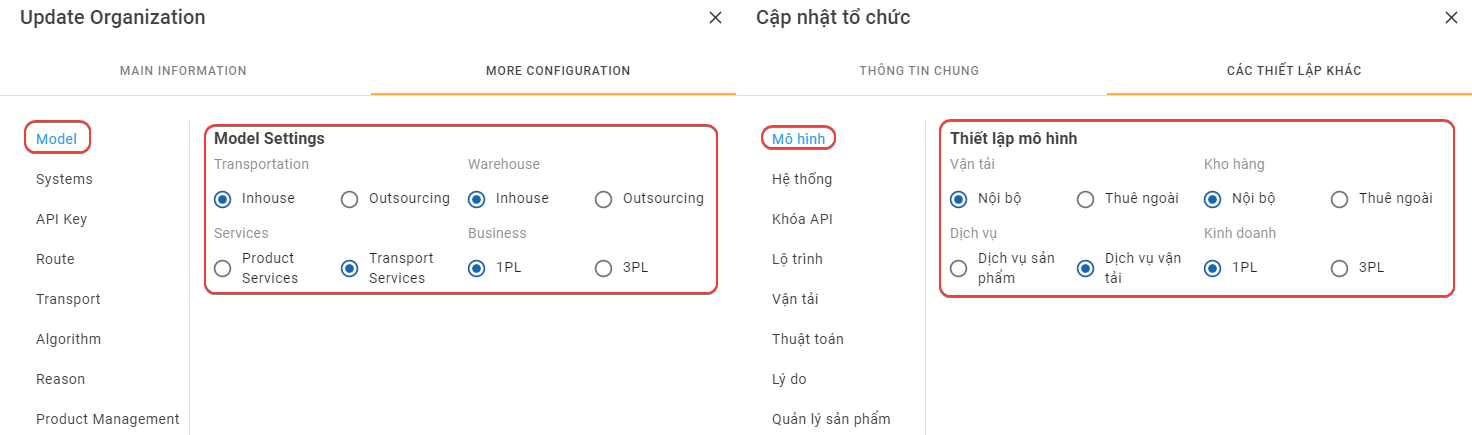 Update Organization
MAIN INFORMATION
MORE CONFIGURATION
Model
Systems
API Key
Route
Transport
Algorithm
Reason
Product Management
Model Settings
Transportation
Warehouse
Inhouse
Outsourcing
Inhouse
Outsourcing
Services
Business
Product
Services
Transport
Services
1PL
3PL
Cập nhật tổ chức
THÔNG TIN CHUNG
CÁC THIẾT LẬP KHÁC
Mô hình
Hệ thống
Khóa API
Lộ trình
Vận tải
Thuật toán
Lý do
Quản lý sản phẩm
Thiết lập mô hình
Vận tải
Kho hàng
Nội bộ
Thuê ngoài
Nội bộ
Thuê ngoài
Dịch vụ
Kinh doanh
Dịch vụ sản
phẩm
Dịch vụ vận
tải
1PL
3PL